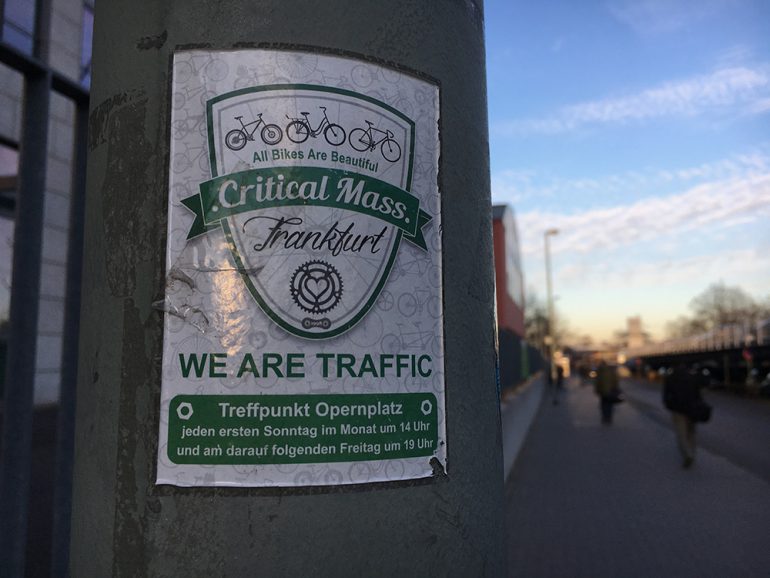 All Bikes Are Beautiful
Critical Mass
Frankfurt
WE ARE TRAFFIC
Treffpunkt Opernplatz
jeden ersten Sonntag im Monat um 14 Uhr
und am darauf folgenden Freitag um 19 Uhr